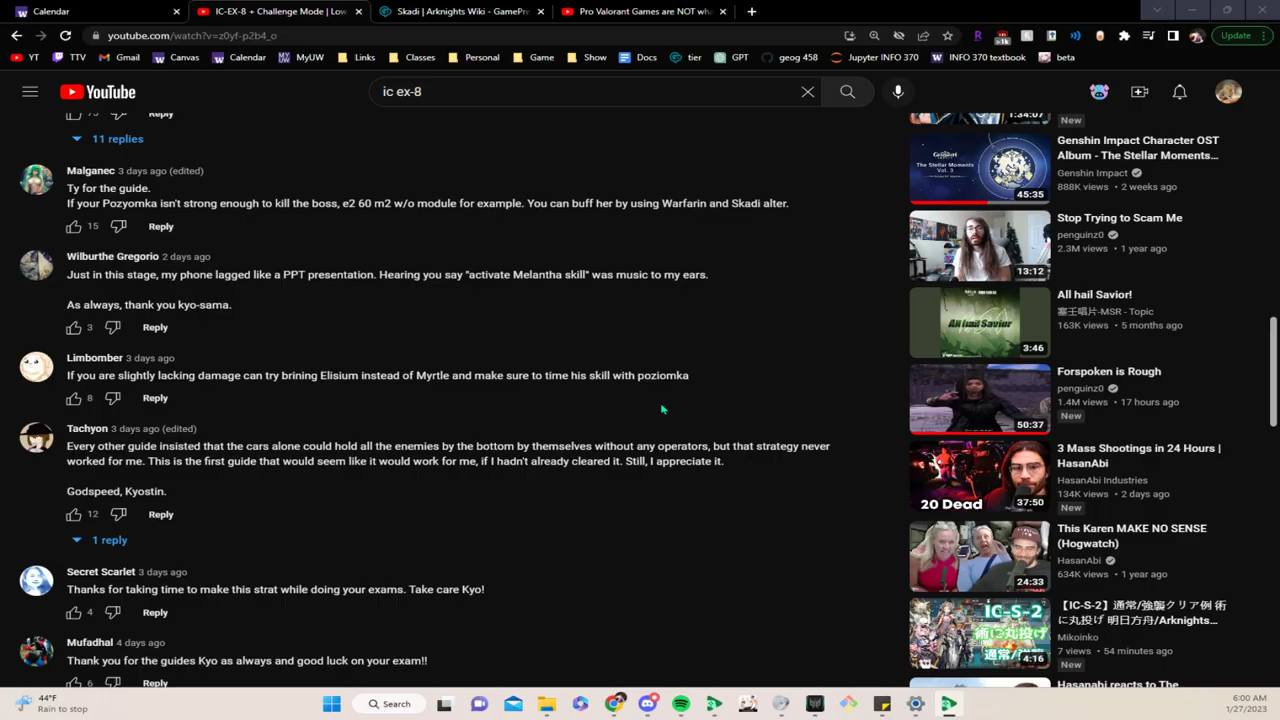 Calendar
IC-EX-8 + Challenge Mode | Low
Skadi | Arknights Wiki - GamePre
Pro Valorant Games are NOT wha
youtube.com/watch?v=z0yf-p2b4_o
Update
YT
TTV
Gmail
Canvas
Calendar
MyUW
Links
Classes
Personal
Game
Show
Docs
tier
GPT
geog 458
Jupyter INFO 370
INFO 370 textbook
beta
YouTube
ic ex-8
Reply
11 replies
Malganec 3 days ago (edited)
Ty for the guide.
If your Pozyomka isn't strong enough to kill the boss, e2 60 m2 w/o module for example. You can buff her by using Warfarin and Skadi alter.
15 Reply
Wilburthe Gregorio 2 days ago
Just in this stage, my phone lagged like a PPT presentation. Hearing you say "activate Melantha skill" was music to my ears.
As always, thank you kyo-sama.
3 Reply
Limbomber 3 days ago
If you are slightly lacking damage can try brining Elisium instead of Myrtle and make sure to time his skill with poziomka
8 Reply
Tachyon 3 days ago (edited)
Every other guide insisted that the trams would take out all the enemies by the bottom by themselves without any operators, but that strategy never
worked for me. This is the first guide that would seem like it would work for me, if I hadn't already cleared it. Still, I appreciate it.
Godspeed, Kyostin.
12 Reply
1 reply
Secret Scarlet 3 days ago
Thanks for taking time to make this strat while doing your exams. Take care Kyo!
4 Reply
Mufadhal 4 days ago
Thank you for the guides Kyo as always and good luck on your exam!!
6 Reply
1:34:07
New
Genshin Impact Character OST
Album - The Stellar Moments...
Genshin Impact
888K views • 2 weeks ago
The Stellar Moments
Vol. 3
45:35
Stop Trying to Scam Me
penguinz0
2.3M views • 1 year ago
13:12
All hail Savior!
塞壬唱片-MSR - Topic
163K views • 5 months ago
All hail Savior
3:46
Forspoken is Rough
penguinz0
1.4M views • 17 hours ago
New
50:37
3 Mass Shootings in 24 Hours |
HasanAbi
HasanAbi Industries
134K views • 2 days ago
New
20 Dead
37:50
This Karen MAKE NO SENSE
(Hogwatch)
HasanAbi
634K views • 1 year ago
24:33
【IC-S-2】通常/強襲クリア例 術
に丸投げ 明日方舟/Arknights...
Mikoinko
7 views • 54 minutes ago
New
IC-S-2
術に丸投げ
通常/強襲
4:16
Hasanabi reacts to The
44°F
Rain to stop
Search
6:00 AM
1/27/2023